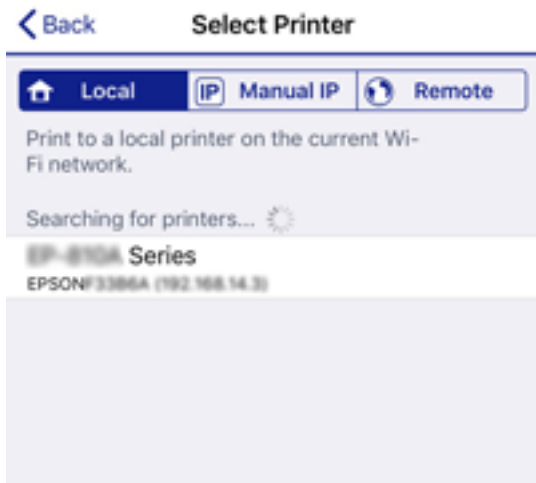 Back
Select Printer
Local
IP Manual IP
Remote
Print to a local printer on the current Wi-
Fi network.
Searching for printers...
Series
EPSON